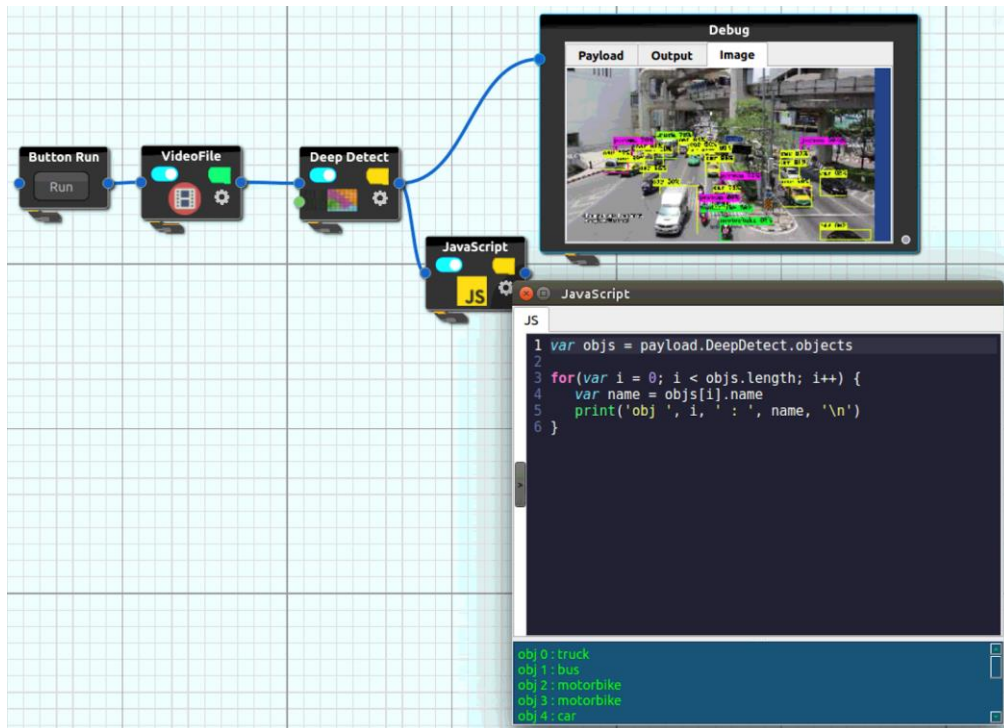 Debug
Payload Output Image
Button Run
Run
VideoFile
Deep Detect
JavaScript
JS
JavaScript
JS
1 var objs = payload.DeepDetect.objects
2
3 for(var i = 0; i < objs.length; i++) {
4 var name = objs[i].name
5 print('obj ', i, ' : ', name, '\n')
6 }
>
obj 0 : truck
obj 1 : bus
obj 2 : motorbike
obj 3 : motorbike
obj 4 : car